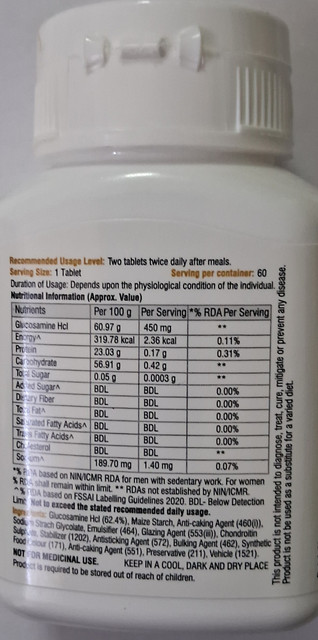 Recommended Usage Level: Two tablets twice daily after meals.
Serving Size: 1 Tablet Serving per container: 60
Duration of Usage: Depends upon the physiological condition of the individual.
Nutritional Information (Approx. Value)
Nutrients Per 100 g Per Serving *% RDA Per Serving
Glucosamine Hcl 60.97 g 450 mg **
Energy^ 319.78 kcal 2.36 kcal 0.11%
Protein 23.03 g 0.17 g 0.31%
Carbohydrate 56.91 g 0.42 g **
Total Sugar 0.05 g 0.0003 g **
Added Sugar^ BDL BDL 0.00%
Dietary Fiber BDL BDL 0.00%
Total Fat^ BDL BDL 0.00%
Saturated Fatty Acids^ BDL BDL 0.00%
Trans Fatty Acids^ BDL BDL 0.00%
Cholesterol BDL BDL **
Sodium^ 189.70 mg 1.40 mg 0.07%
*% RDA based on NIN/ICMR RDA for men with sedentary work. For women
% RDA shall remain within limit. ** RDAs not established by NIN/ICMR.
^% RDA based on FSSAI Labelling Guidelines 2020. BDL- Below Detection
Limit Not to exceed the stated recommended daily usage.
Glucosamine Hcl (62.4%), Maize Starch, Anti-caking Agent (460(i)),
Sodium Strach Glycolate, Emulsifier (464), Glazing Agent (553(iii)), Chondroitin
Sulphate, Stabilizer (1202), Antisticking Agent (572), Bulking Agent (462), Synthetic
Food Colour (171), Anti-caking Agent (551), Preservative (211), Vehicle (1521).
NOT FOR MEDICINAL USE. KEEP IN A COOL, DARK AND DRY PLACE
Product is required to be stored out of reach of children.
This product is not intended to diagnose, treat, cure, mitigate or prevent any disease.
Product is not be used as a substitute for a varied diet.